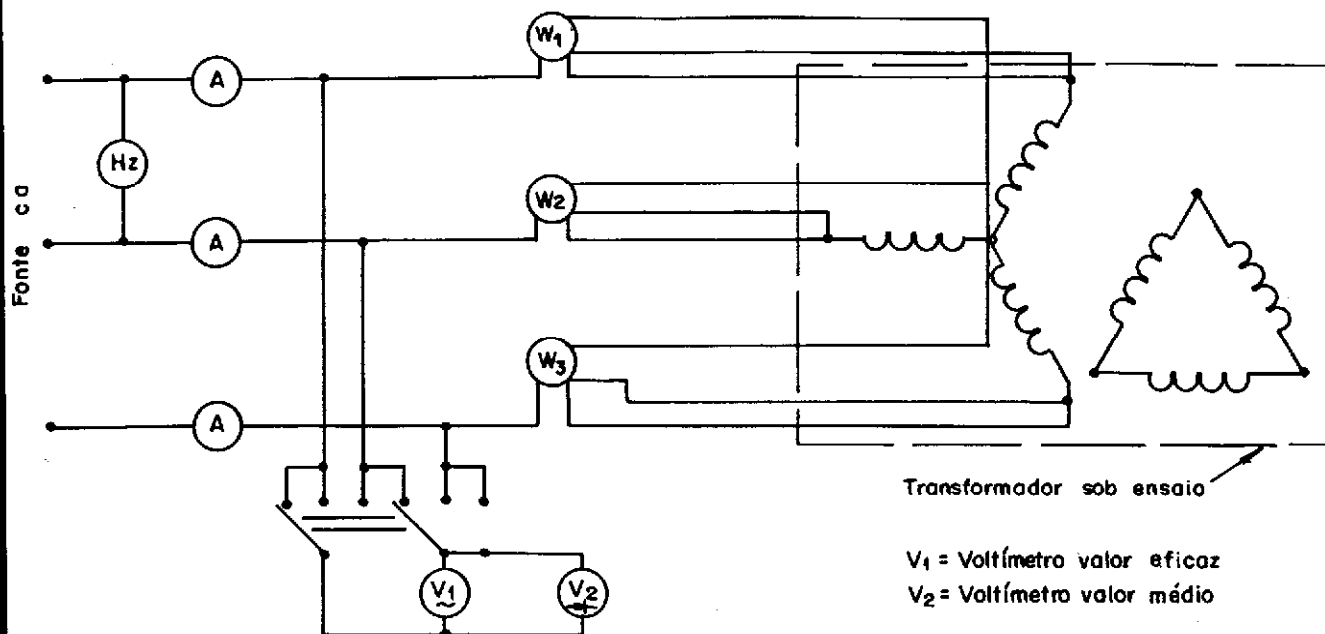 W₁
A
Hz
Fonte ca
W2
A
W₃
A
Transformador sob ensaio
V₁
V₂
V₁ = Voltímetro valor eficaz
V₂ = Voltímetro valor médio